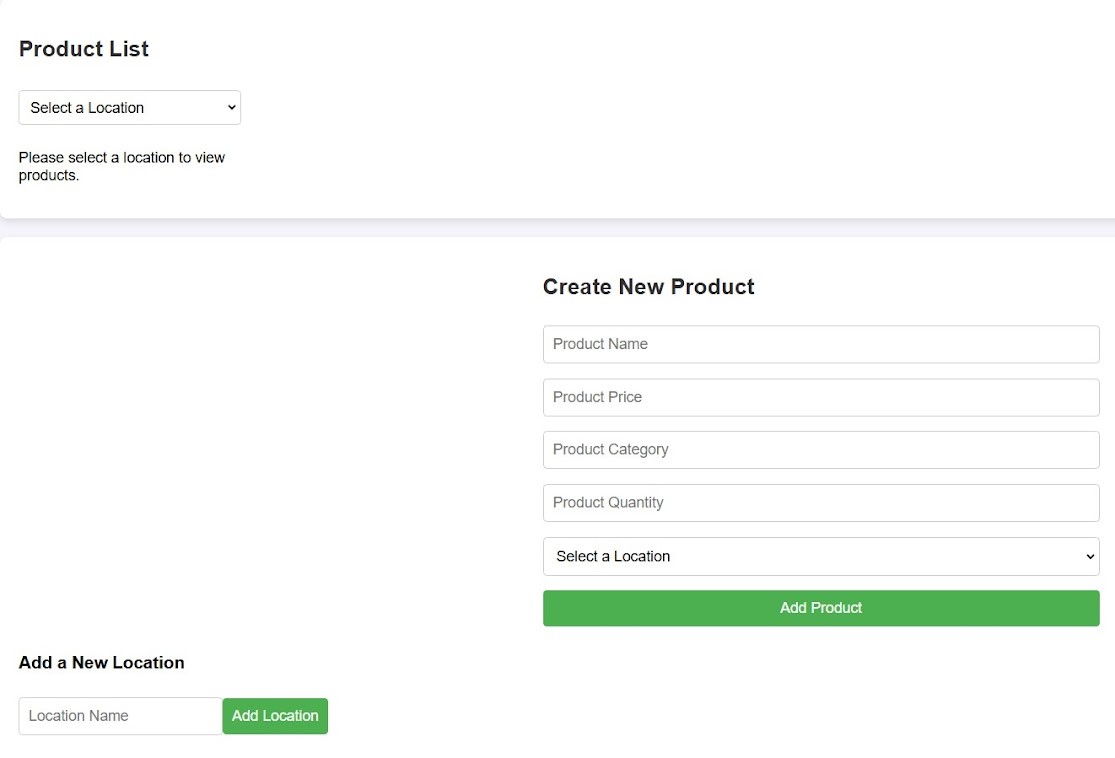 Product List
Select a Location
Please select a location to view
products.
Create New Product
Product Name
Product Price
Product Category
Product Quantity
Select a Location
Add Product
Add a New Location
Location Name
Add Location